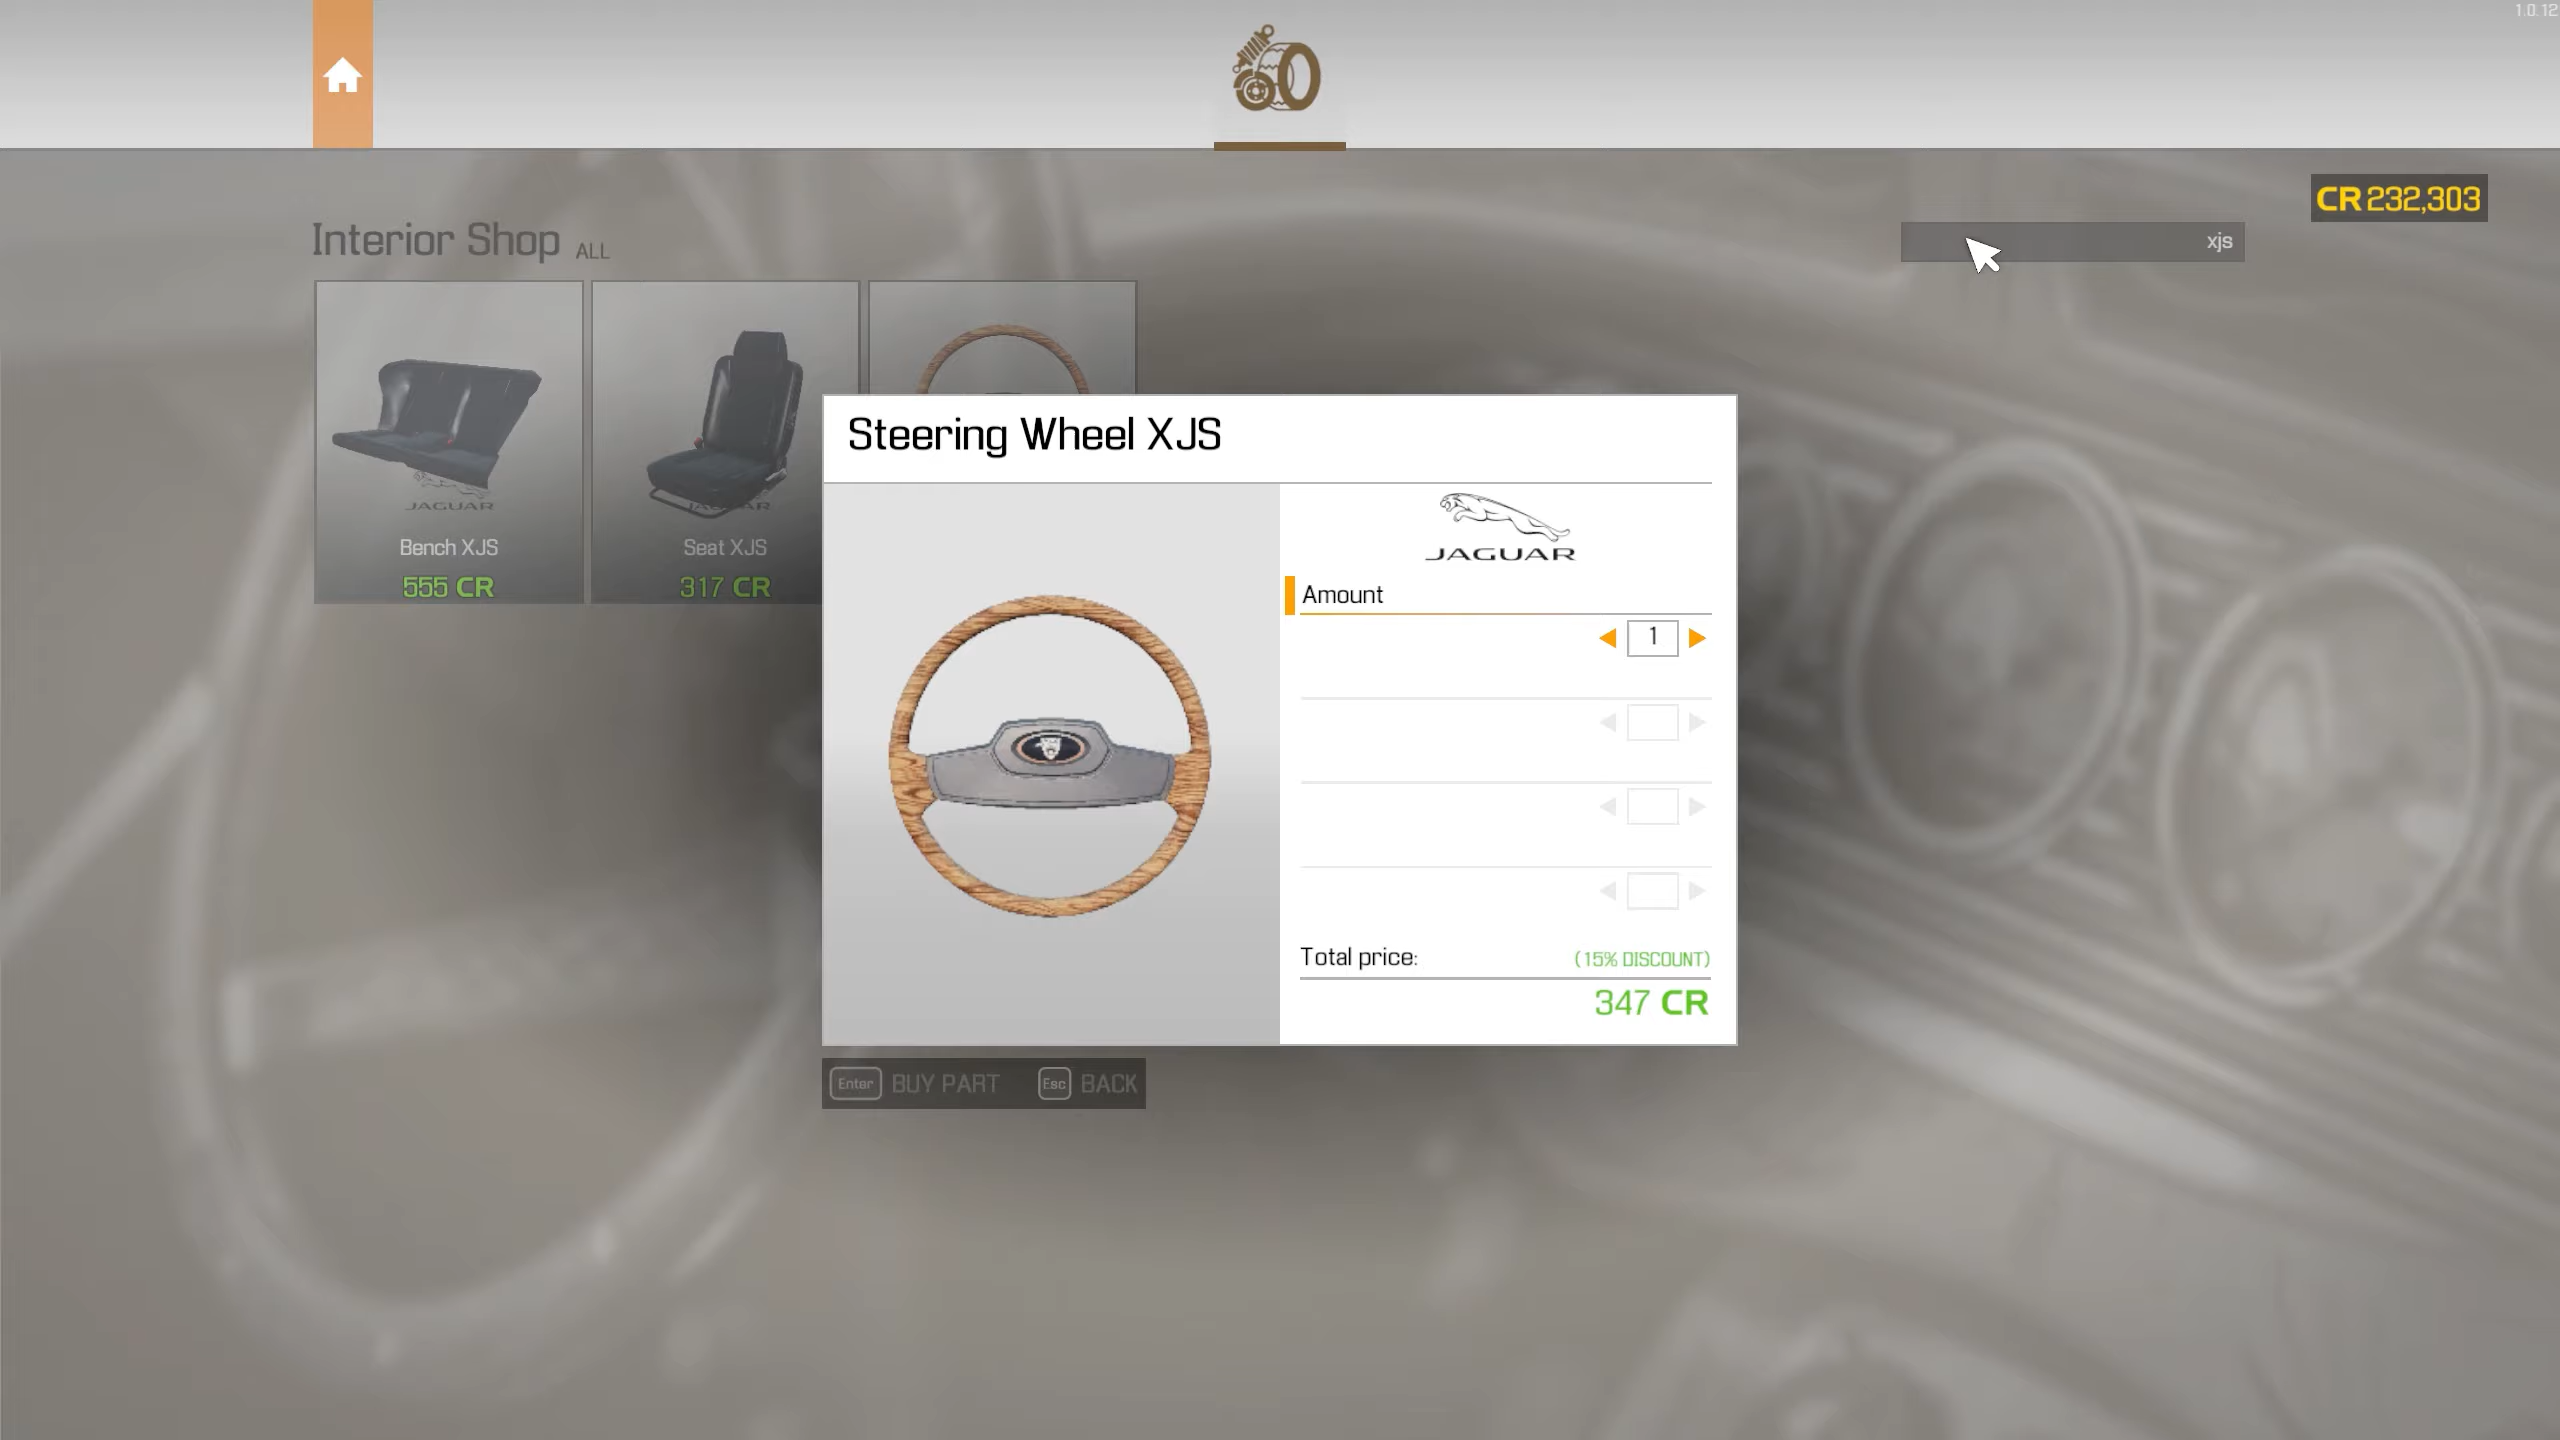 1.0.12
CR 232,303
Interior Shop ALL
xjs
JAGUAR
Bench XJS
555 CR
JAGUAR
Seat XJS
317 CR
Steering Wheel XJS
JAGUAR
Amount
1
Total price: (15% DISCOUNT)
347 CR
Enter BUY PART Esc BACK